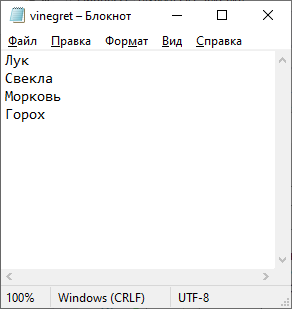 vinegret – Блокнот
Файл Правка Формат Вид Справка
Лук
Свекла
Морковь
Горох
100% Windows (CRLF) UTF-8